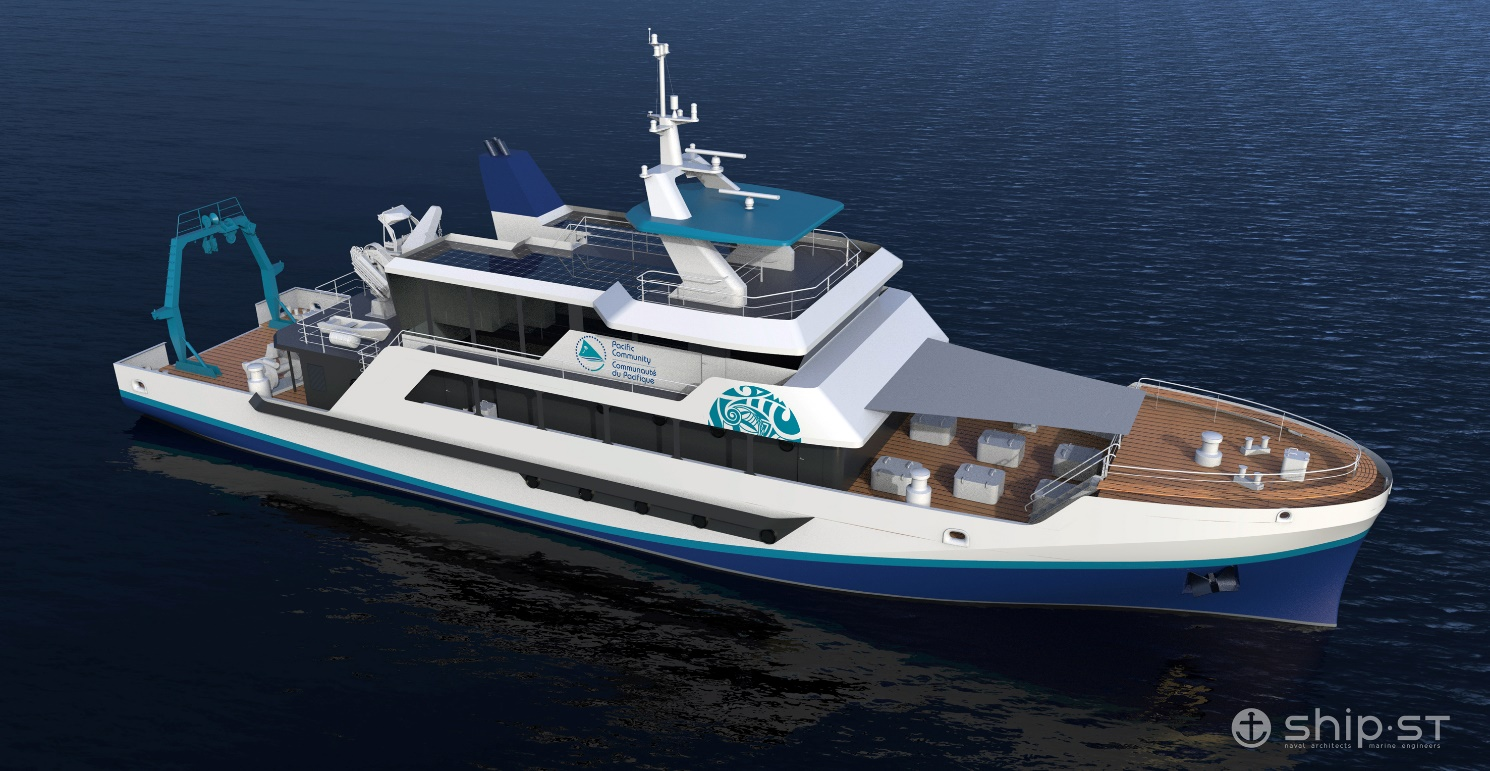 Pacific
Community
Communauté
du Pacifique
ship·ST
naval architects marine engineers